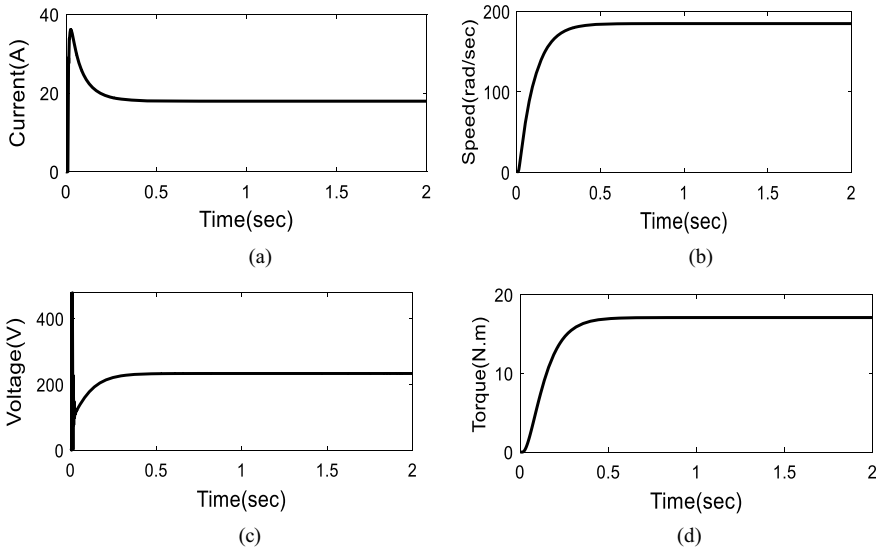 40
20
0
Current(A)
0 0.5 1 1.5 2
Time(sec)
(a)
200
100
0
Speed(rad/sec)
0 0.5 1 1.5 2
Time(sec)
(b)
400
200
0
Voltage(V)
0 0.5 1 1.5 2
Time(sec)
(c)
20
10
0
Torque(N.m)
0 0.5 1 1.5 2
Time(sec)
(d)